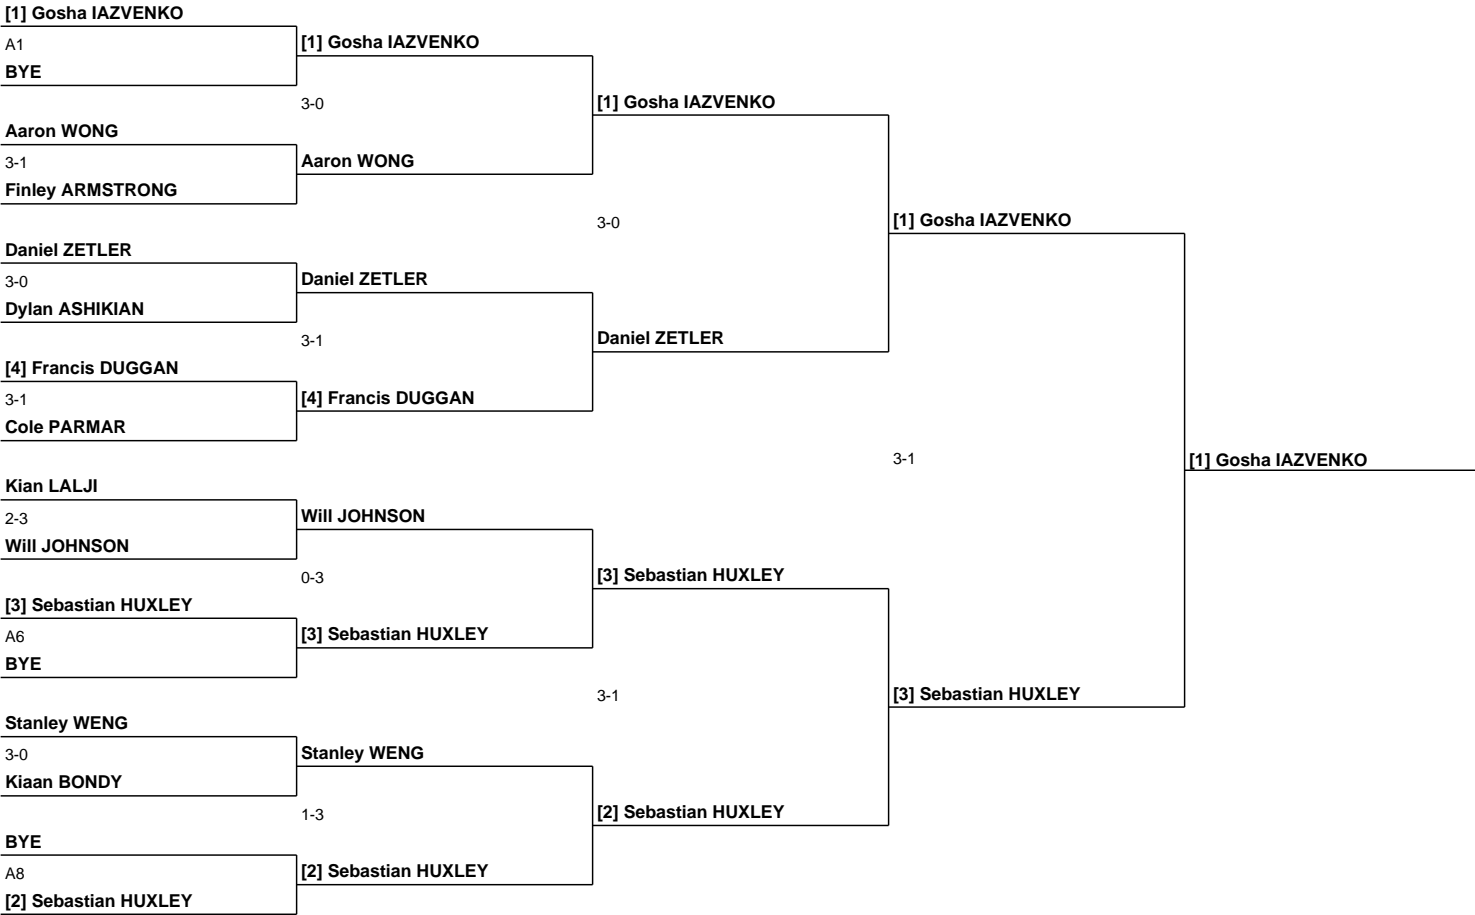 [1] Gosha IAZVENKO
A1
BYE
Aaron WONG
3-1
Finley ARMSTRONG
Daniel ZETLER
3-0
Dylan ASHIKIAN
[4] Francis DUGGAN
3-1
Cole PARMAR
Kian LALJI
2-3
Will JOHNSON
[3] Sebastian HUXLEY
A6
BYE
Stanley WENG
3-0
Kiaan BONDY
BYE
A8
[2] Sebastian HUXLEY
[1] Gosha IAZVENKO
3-0
Aaron WONG
Daniel ZETLER
3-1
[4] Francis DUGGAN
Will JOHNSON
0-3
[3] Sebastian HUXLEY
Stanley WENG
1-3
[2] Sebastian HUXLEY
[1] Gosha IAZVENKO
3-0
Daniel ZETLER
[3] Sebastian HUXLEY
3-1
[2] Sebastian HUXLEY
[1] Gosha IAZVENKO
3-1
[3] Sebastian HUXLEY
[1] Gosha IAZVENKO